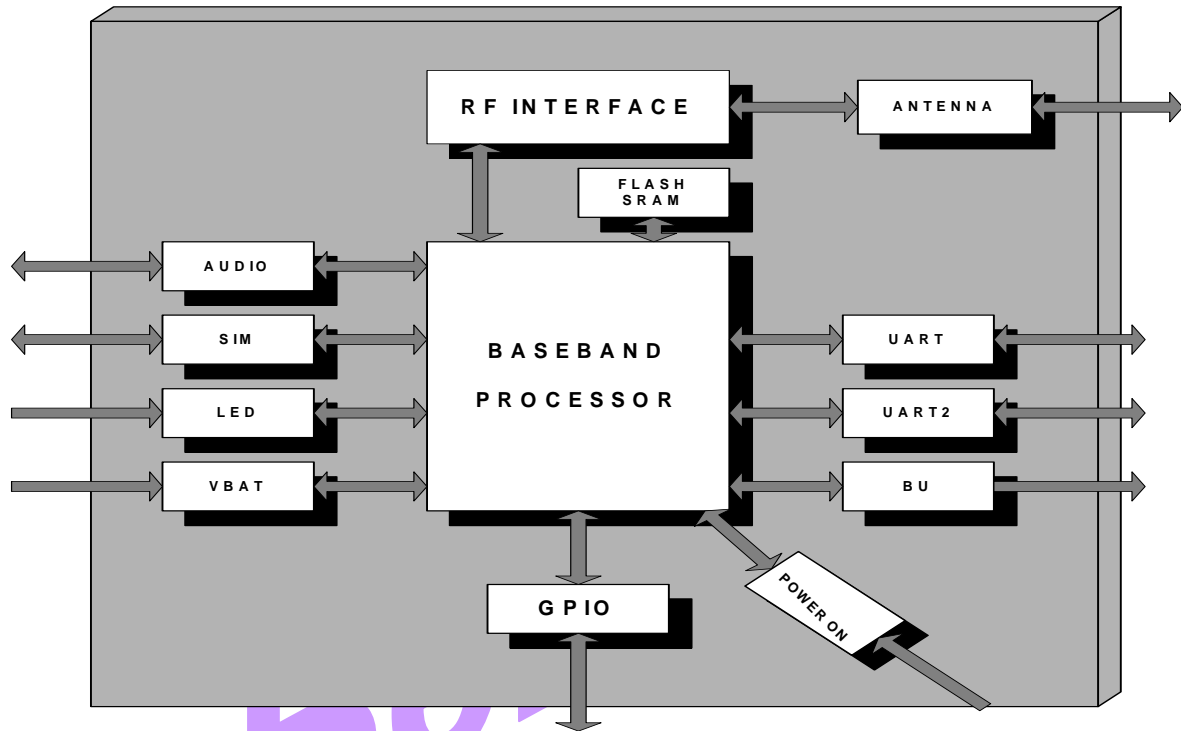 RF INTERFACE
ANTENNA
FLASH
SRAM
AUDIO
SIM
LED
VBAT
BASEBAND
PROCESSOR
UART
UART2
BU
GPIO
POWER ON